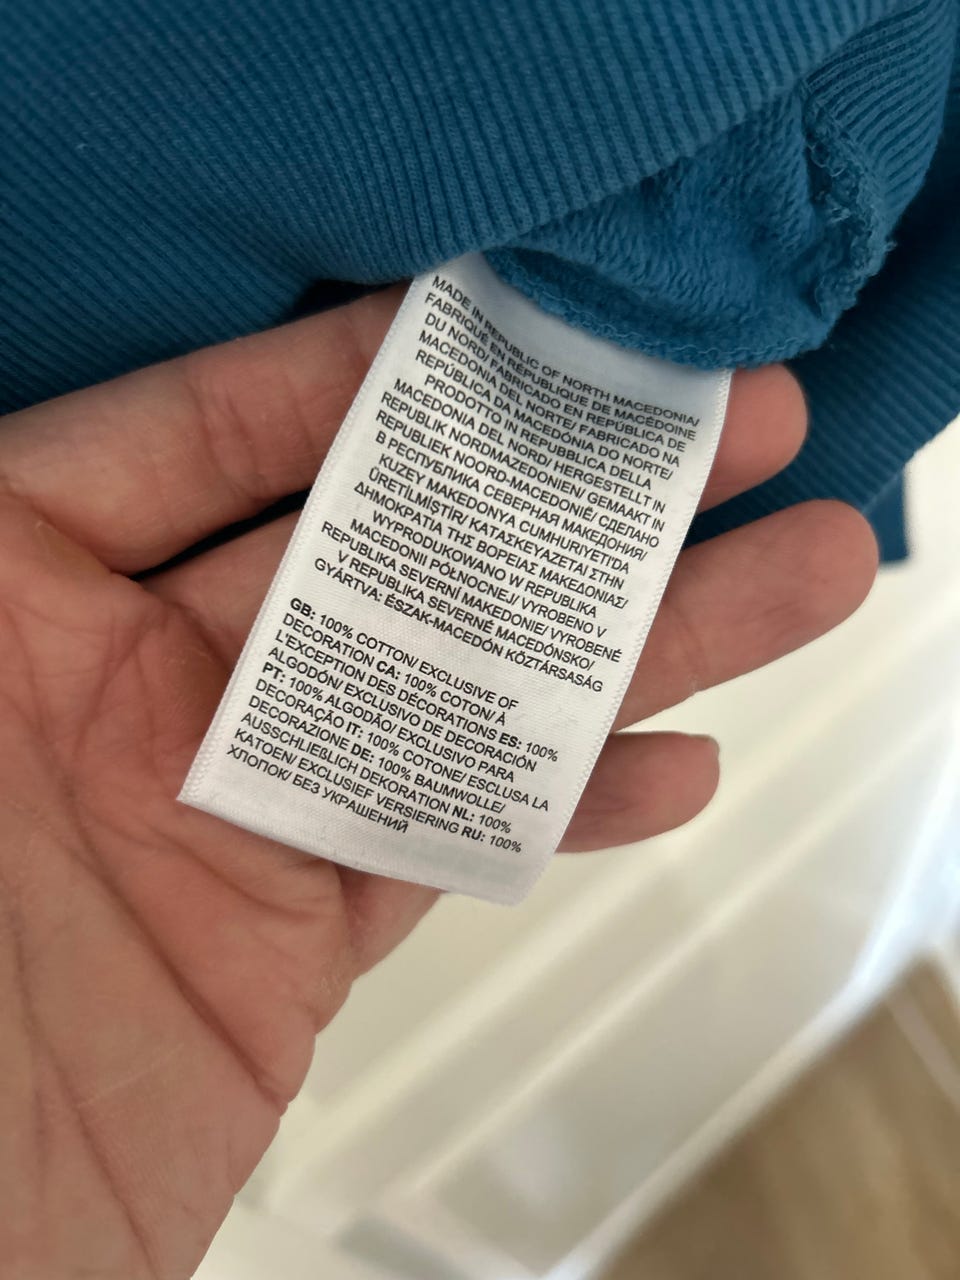 MADE IN REPUBLIC OF NORTH MACEDONIA/
FABRIQUÉ EN RÉPUBLIQUE DE MACÉDOINE
DU NORD/ FABRICADO EN REPÚBLICA DE
MACEDONIA DEL NORTE/ FABRICADO NA
REPÚBLICA DA MACEDÓNIA DO NORTE/
PRODOTTO IN REPUBBLICA DELLA
MACEDONIA DEL NORD/ HERGESTELLT IN
REPUBLIK NORDMAZEDONIEN/ GEMAAKT IN
REPUBLIEK NOORD-MACEDONIË/ СДЕЛАНО
В РЕСПУБЛИКА СЕВЕРНАЯ МАКЕДОНИЯ/
KUZEY MAKEDONYA CUMHURIYETI'DA
ÜRETİLMİŞTİR/ ΚΑΤΑΣΚΕΥΑΖΕΤΑΙ ΣΤΗΝ
ΔΗΜΟΚΡΑΤΙΑ ΤΗΣ ΒΟΡΕΙΑΣ ΜΑΚΕΔΟΝΙΑΣ/
WYPRODUKOWANO W REPUBLIKA
MACEDONII PÓŁNOCNEJ/ VYROBENO V
REPUBLIKA SEVERNÍ MAKEDONIE/ VYROBENÉ
V REPUBLIKA SEVERNÉ MACEDÓNSKO/
GYÁRTVA: ÉSZAK-MACEDÓN KÖZTÁRSASÁG
GB: 100% COTTON/ EXCLUSIVE OF
DECORATION CA: 100% COTON/ À
L'EXCEPTION DES DÉCORATIONS ES: 100%
ALGODÓN/ EXCLUSIVO DE DECORACIÓN
PT: 100% ALGODÃO/ EXCLUSIVO PARA
DECORAÇÃO IT: 100% COTONE/ ESCLUSA LA
DECORAZIONE DE: 100% BAUMWOLLE/
AUSSCHLIEßLICH DEKORATION NL: 100%
KATOEN/ EXCLUSIEF VERSIERING RU: 100%
ХЛОПОК/ БЕЗ УКРАШЕНИЙ